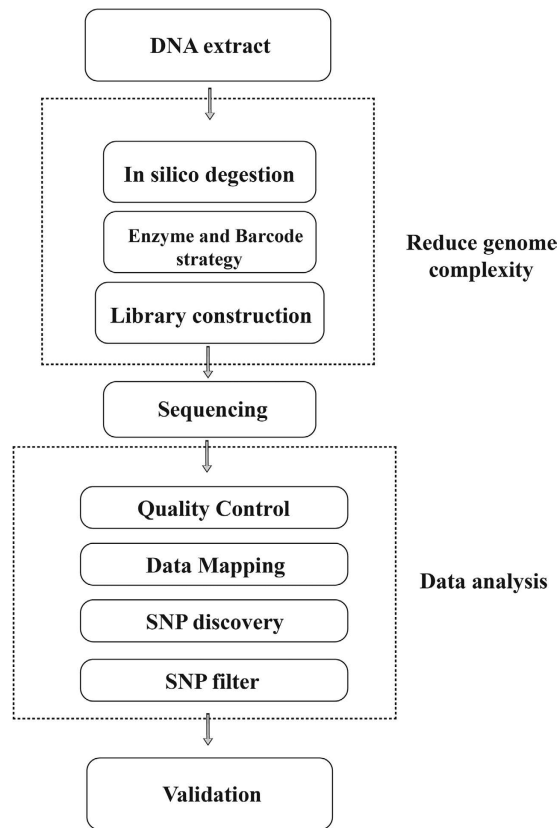 DNA extract
In silico degestion
Enzyme and Barcode
strategy
Library construction
Reduce genome
complexity
Sequencing
Quality Control
Data Mapping
SNP discovery
SNP filter
Data analysis
Validation